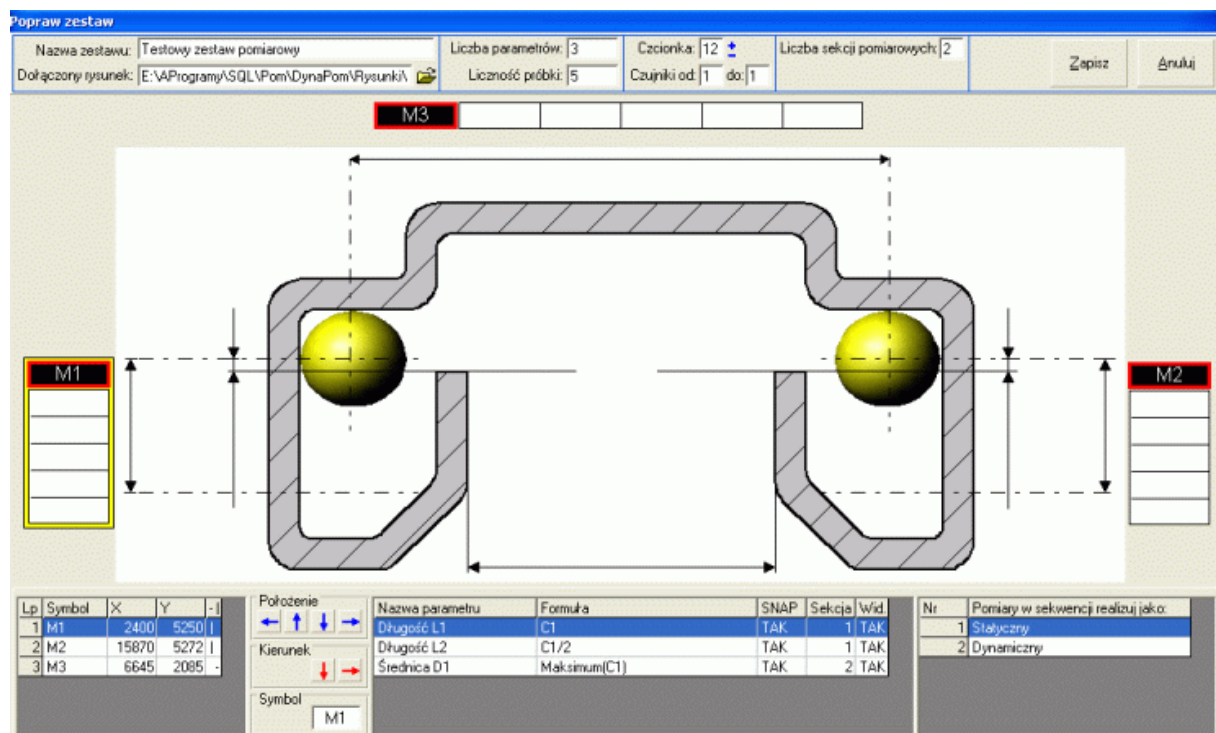 Popraw zestaw
Nazwa zestawu: Testowy zestaw pomiarowy Liczba parametrów: 3 Czcionka: 12 Liczba sekcji pomiarowych: 2 Zapisz Anuluj
Dołączony rysunek: E:\AProgramy\SQL\Pom\DynaPom\Rysunki\ Liczność próbki: 5 Czujniki od: 1 do: 1
M3
M1
M2
Lp Symbol X Y - |
1 M1 2400 5250 |
2 M2 15870 5272 |
3 M3 6645 2085 -
Położenie
Kierunek
Symbol
M1
Nazwa parametru Formuła SNAP Sekcja Wid.
Długość L1 C1 TAK 1 TAK
Długość L2 C1/2 TAK 1 TAK
Średnica D1 Maksimum(C1) TAK 2 TAK
Nr Pomiary w sekwencji realizuj jako:
1 Statyczny
2 Dynamiczny